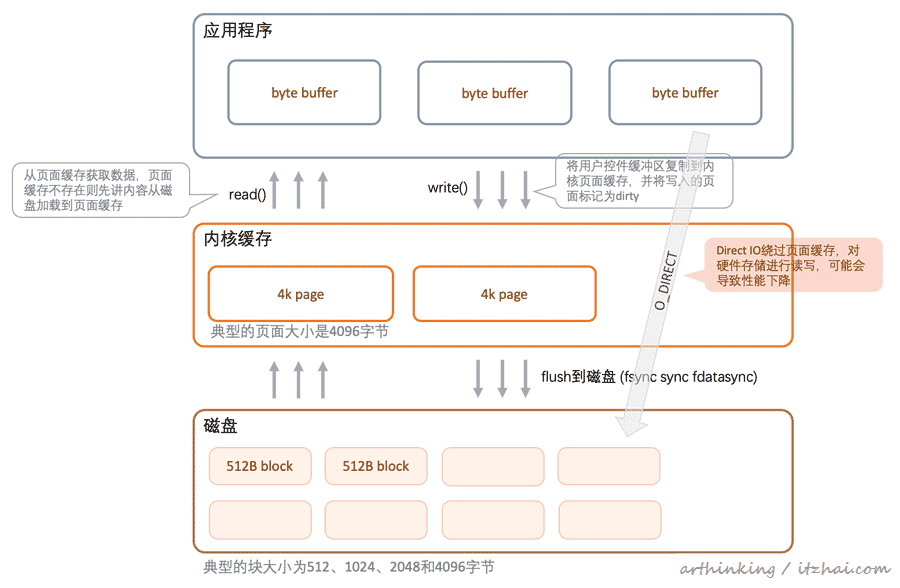 应用程序
byte buffer
byte buffer
byte buffer
从页面缓存获取数据，页面
缓存不存在则先讲内容从磁
盘加载到页面缓存
read()
write()
将用户控件缓冲区复制到内
核页面缓存，并将写入的页
面标记为dirty
内核缓存
4k page
4k page
典型的页面大小是4096字节
O_DIRECT
Direct IO绕过页面缓存，对
硬件存储进行读写，可能会
导致性能下降
flush到磁盘 (fsync sync fdatasync)
磁盘
512B block
512B block
典型的块大小为512、1024、2048和4096字节
arthinking / itzhai.com